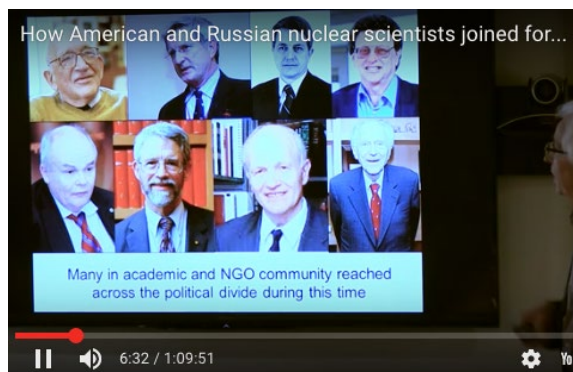 How American and Russian nuclear scientists joined for...
Many in academic and NGO community reached
across the political divide during this time
6:32 / 1:09:51
Yo